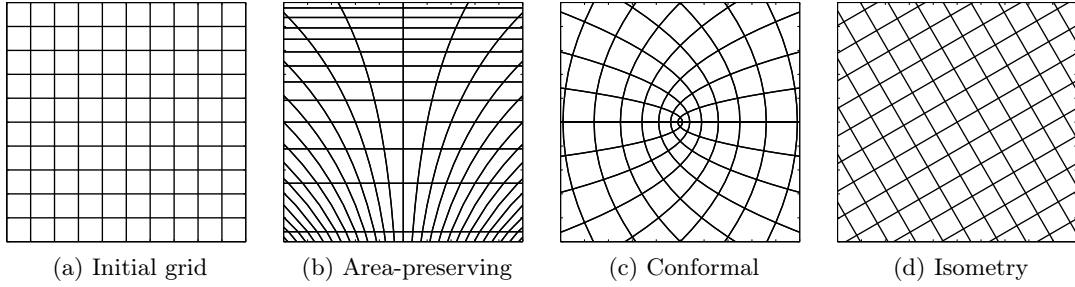 (a) Initial grid
(b) Area-preserving
(c) Conformal
(d) Isometry